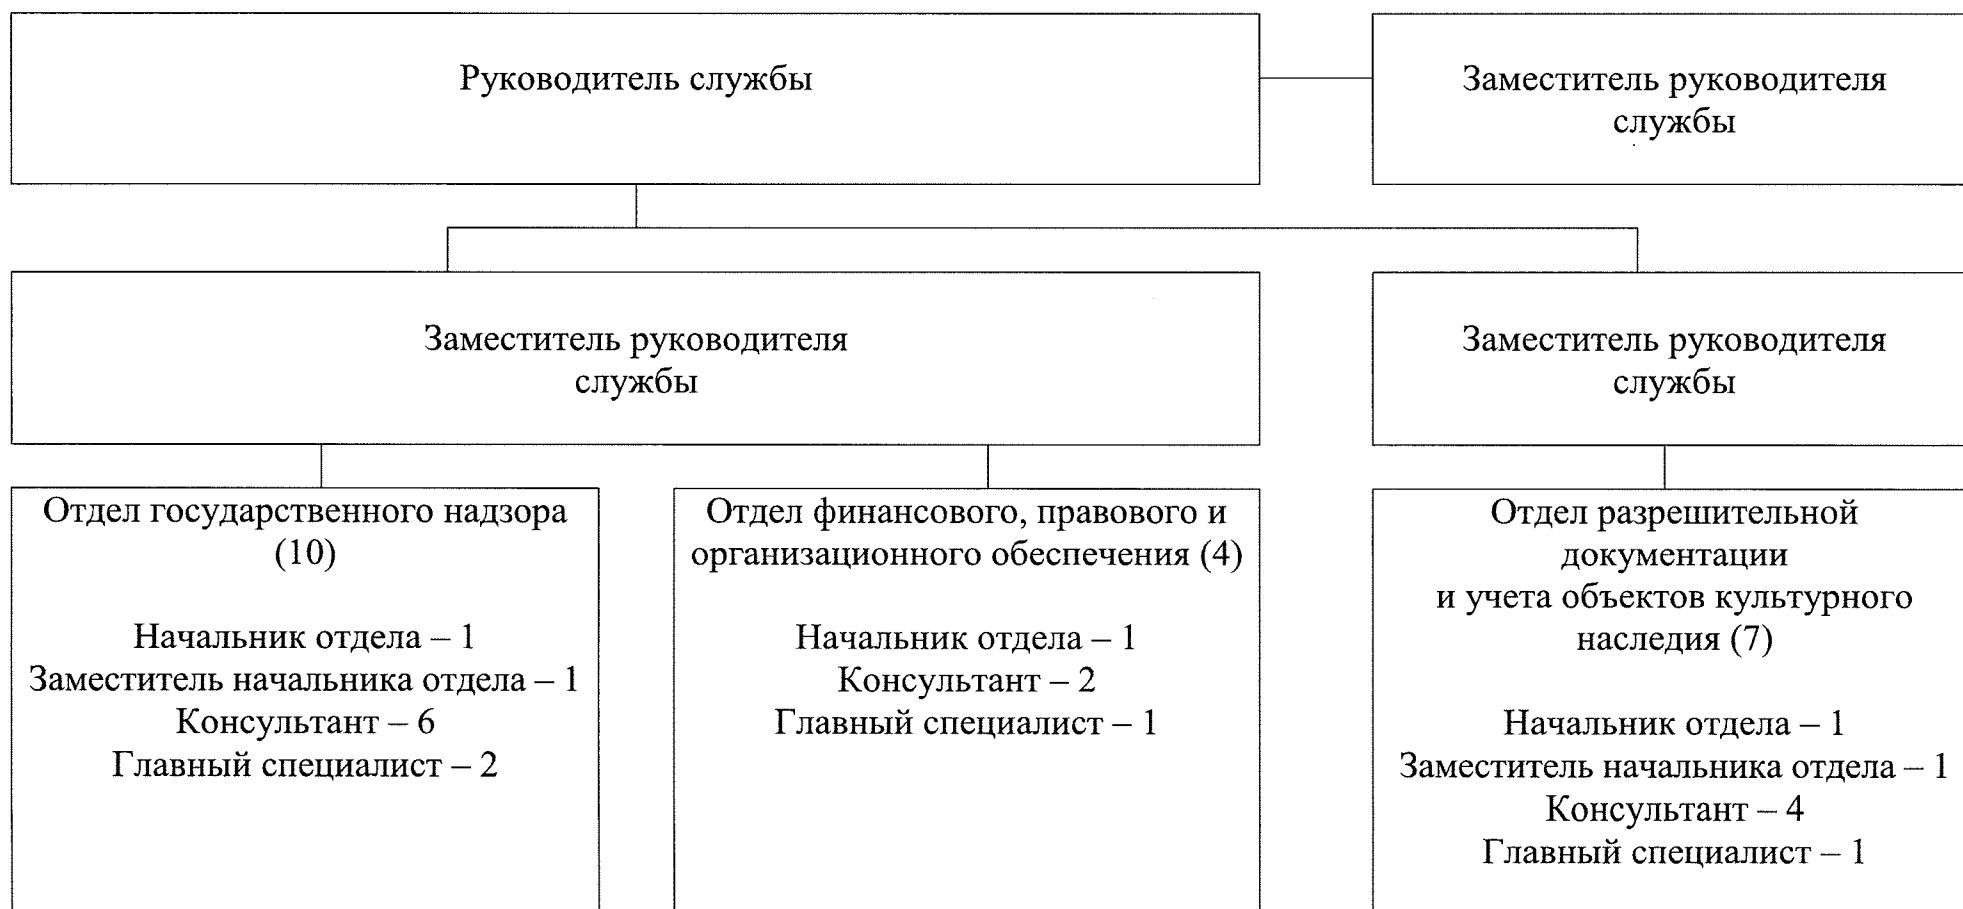 Руководитель службы
Заместитель руководителя
службы
Заместитель руководителя
службы
Заместитель руководителя
службы
Отдел государственного надзора
(10)
Начальник отдела – 1
Заместитель начальника отдела – 1
Консультант – 6
Главный специалист – 2
Отдел финансового, правового и
организационного обеспечения (4)
Начальник отдела – 1
Консультант – 2
Главный специалист – 1
Отдел разрешительной
документации
и учета объектов культурного
наследия (7)
Начальник отдела – 1
Заместитель начальника отдела – 1
Консультант – 4
Главный специалист – 1